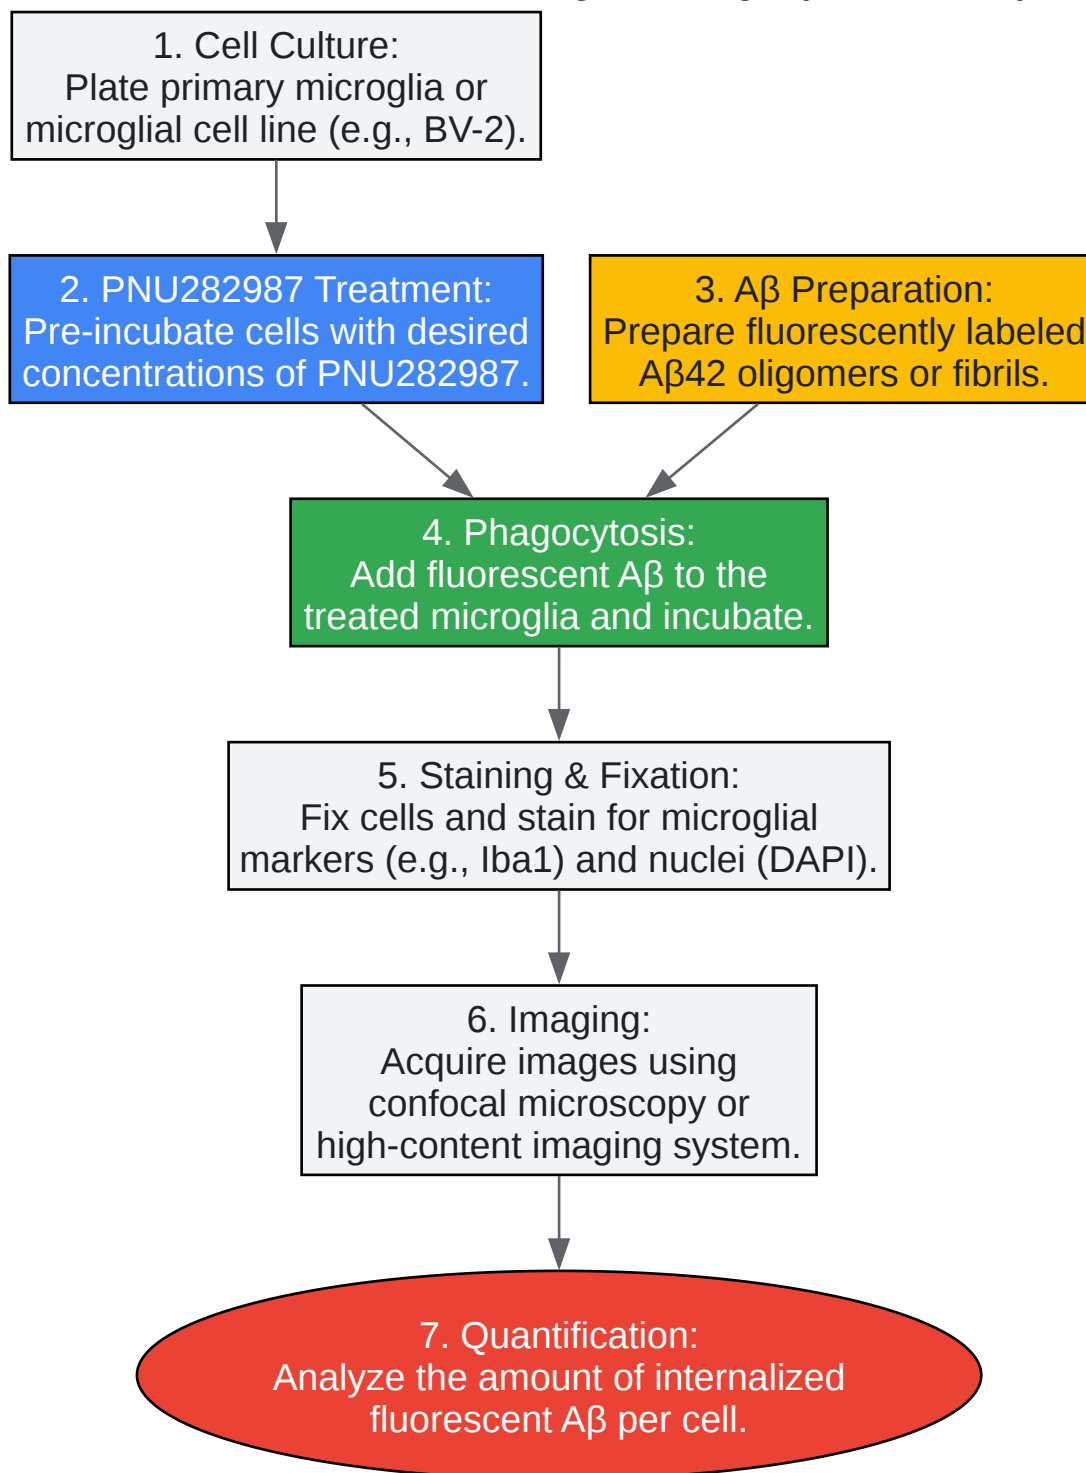 1. Cell Culture:
Plate primary microglia or
microglial cell line (e.g., BV-2).
2. PNU282987 Treatment:
Pre-incubate cells with desired
concentrations of PNU282987.
3. Aβ Preparation:
Prepare fluorescently labeled
Aβ42 oligomers or fibrils.
4. Phagocytosis:
Add fluorescent Aβ to the
treated microglia and incubate.
5. Staining & Fixation:
Fix cells and stain for microglial
markers (e.g., Iba1) and nuclei (DAPI).
6. Imaging:
Acquire images using
confocal microscopy or
high-content imaging system.
7. Quantification:
Analyze the amount of internalized
fluorescent Aβ per cell.